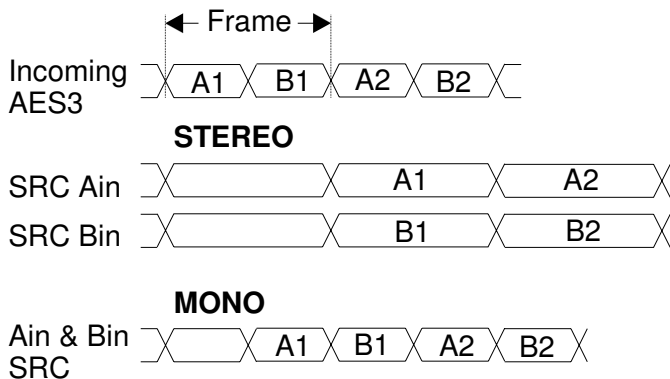 Frame
Incoming AES3
A1 B1 A2 B2
STEREO
SRC Ain
A1 A2
SRC Bin
B1 B2
MONO
Ain & Bin SRC
A1 B1 A2 B2